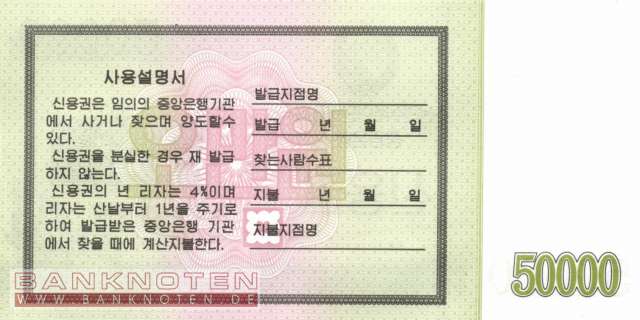 사용설명서
신용권은 임의의 중앙은행기관
에서 사거나 찾으며 양도할수
있다.
신용권을 분실한 경우 재 발급
하지 않는다.
신용권의 년 리자는 4%이며
리자는 산날부터 1년을 주기로
하여 발급받은 중앙은행 기관
에서 찾을 때에 계산지불한다.
발급지점명
발급 년 월 일
찾는사람수표
지불 년 월 일
지불지점명
50000
BANKNOTEN
WWW.BANKNOTEN.DE